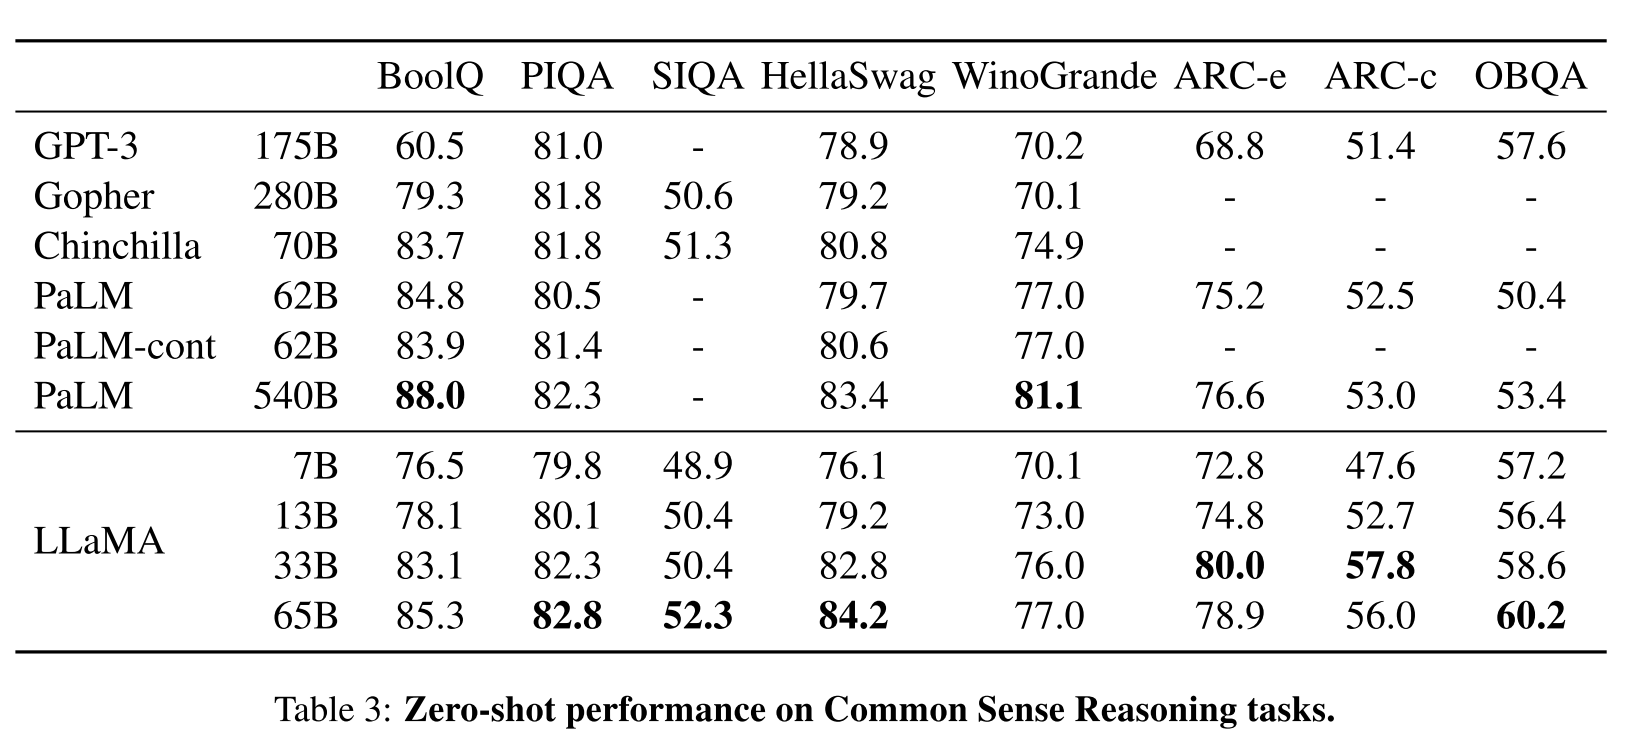 BoolQ PIQA SIQA HellaSwag WinoGrande ARC-e ARC-c OBQA
GPT-3 175B 60.5 81.0 - 78.9 70.2 68.8 51.4 57.6
Gopher 280B 79.3 81.8 50.6 79.2 70.1 - - -
Chinchilla 70B 83.7 81.8 51.3 80.8 74.9 - - -
PaLM 62B 84.8 80.5 - 79.7 77.0 75.2 52.5 50.4
PaLM-cont 62B 83.9 81.4 - 80.6 77.0 - - -
PaLM 540B 88.0 82.3 - 83.4 81.1 76.6 53.0 53.4
7B 76.5 79.8 48.9 76.1 70.1 72.8 47.6 57.2
13B 78.1 80.1 50.4 79.2 73.0 74.8 52.7 56.4
LLaMA
33B 83.1 82.3 50.4 82.8 76.0 80.0 57.8 58.6
65B 85.3 82.8 52.3 84.2 77.0 78.9 56.0 60.2
Table 3: Zero-shot performance on Common Sense Reasoning tasks.